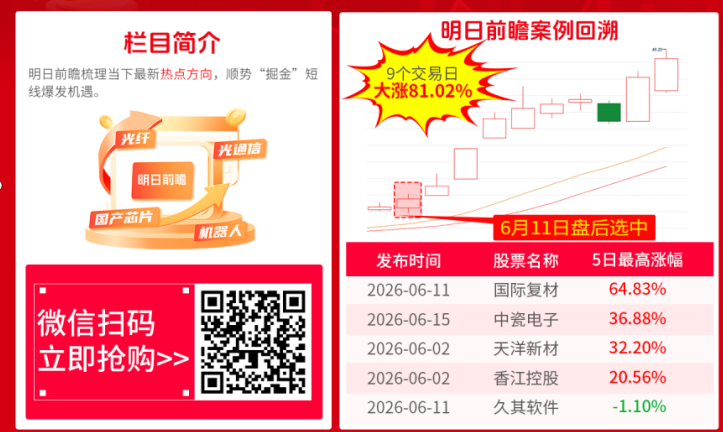 栏目简介
明日前瞻梳理当下最新热点方向，顺势“掘金”短
线爆发机遇。
光纤
光通信
明日前瞻
国产芯片
机器人
微信扫码
立即抢购>>
明日前瞻案例回溯
9个交易日
大涨81.02%
6月11日盘后选中
发布时间 股票名称 5日最高涨幅
2026-06-11 国际复材 64.83%
2026-06-15 中瓷电子 36.88%
2026-06-02 天洋新材 32.20%
2026-06-02 香江控股 20.56%
2026-06-11 久其软件 -1.10%